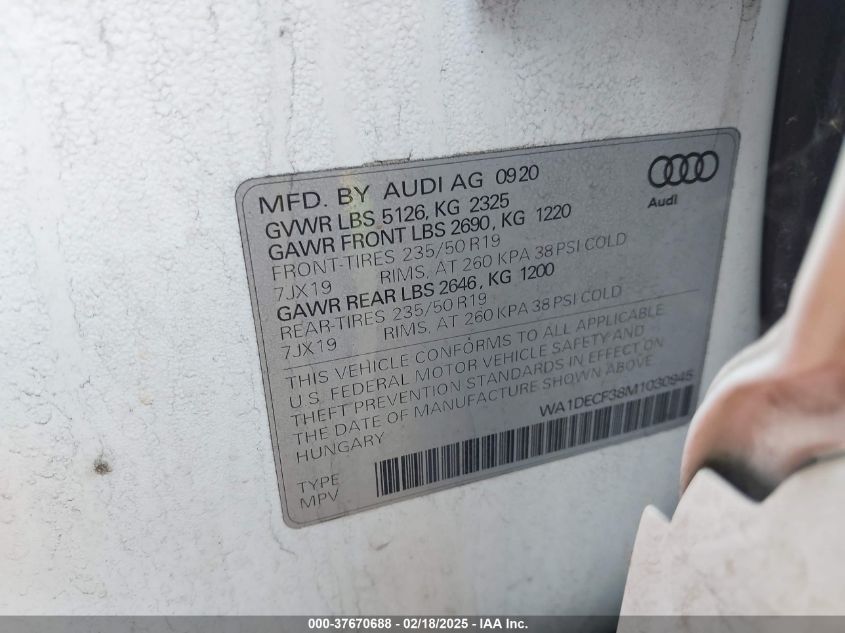 MFD. BY AUDI AG 0920
GVWR LBS 5126, KG 2325
GAWR FRONT LBS 2690, KG 1220
FRONT-TIRES 235/50 R19
7JX19 RIMS, AT 260 KPA 38 PSI COLD
GAWR REAR LBS 2646, KG 1200
REAR-TIRES 235/50 R19
7JX19 RIMS, AT 260 KPA 38 PSI COLD
THIS VEHICLE CONFORMS TO ALL APPLICABLE
U.S. FEDERAL MOTOR VEHICLE SAFETY AND
THEFT PREVENTION STANDARDS IN EFFECT ON
THE DATE OF MANUFACTURE SHOWN ABOVE.
HUNGARY
WA1DECF38M1030945
TYPE
MPV
Audi
000-37670688 - 02/18/2025 - IAA Inc.